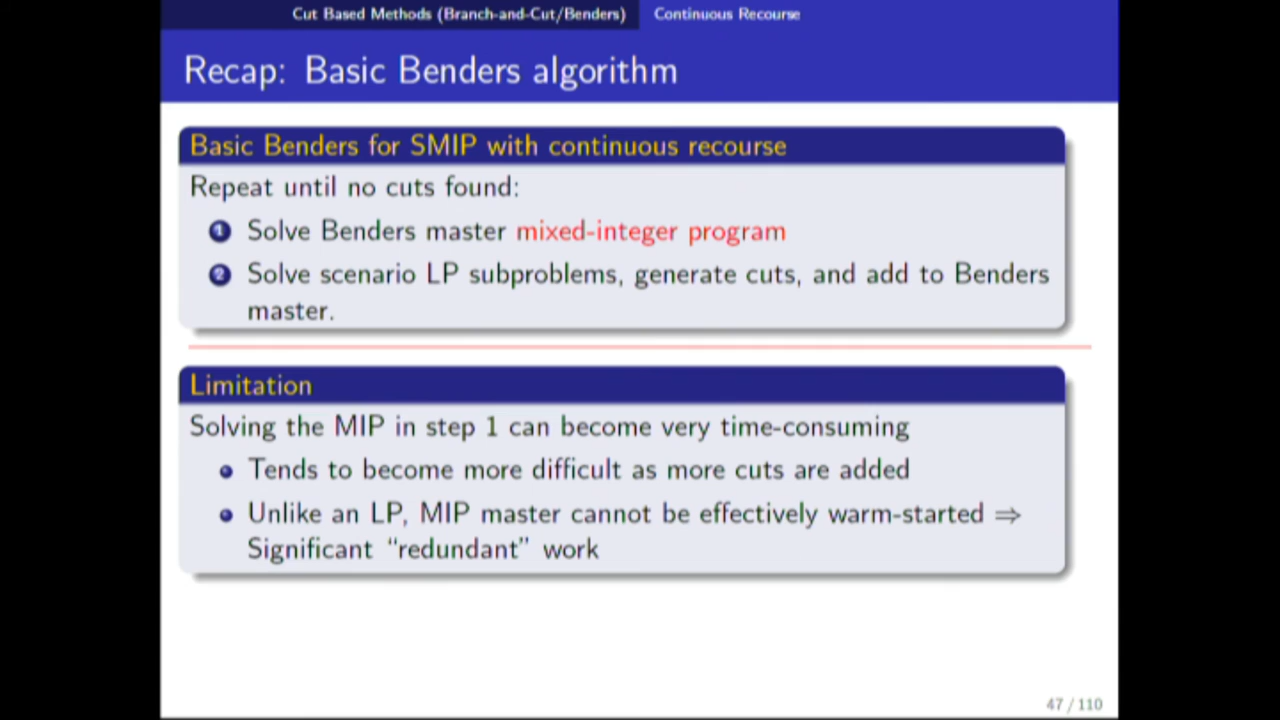 Cut Based Methods (Branch-and-Cut/Benders) Continuous Recourse
Recap: Basic Benders algorithm
Basic Benders for SMIP with continuous recourse
Repeat until no cuts found:
1 Solve Benders master mixed-integer program
2 Solve scenario LP subproblems, generate cuts, and add to Benders
master.
Limitation
Solving the MIP in step 1 can become very time-consuming
Tends to become more difficult as more cuts are added
Unlike an LP, MIP master cannot be effectively warm-started ⇒
Significant “redundant” work
47 / 110